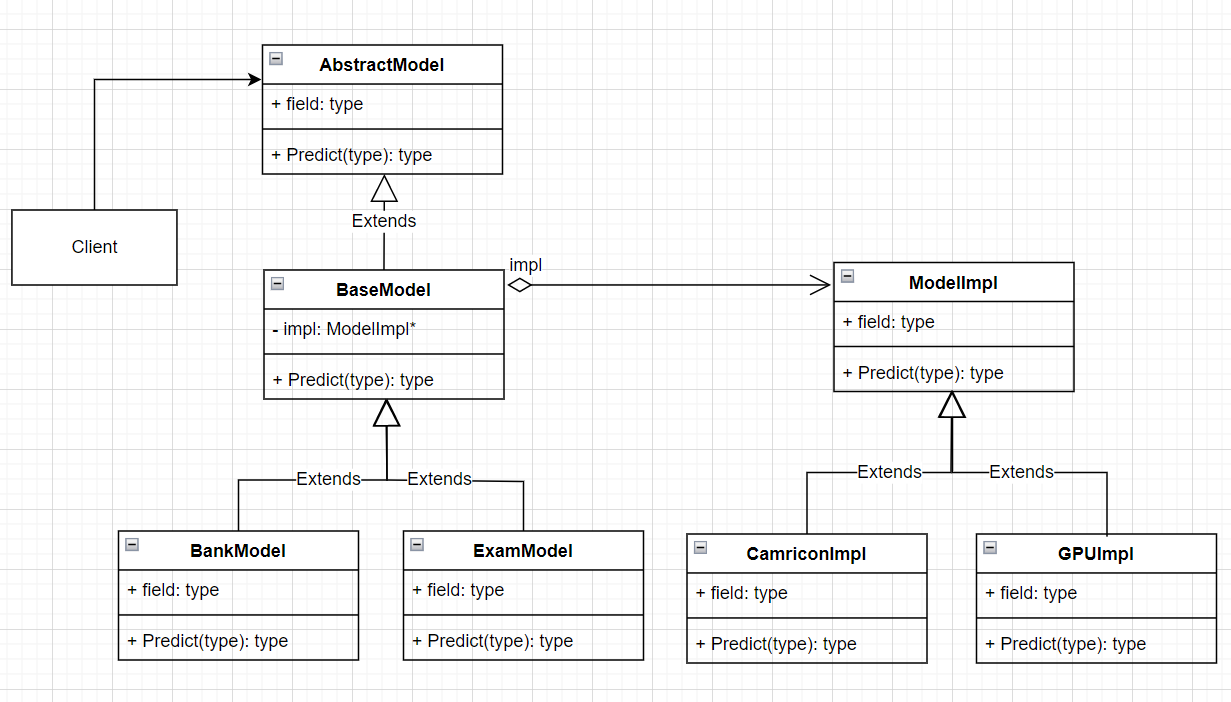 AbstractModel
+ field: type
+ Predict(type): type
Client
Extends
impl
BaseModel
- impl: ModelImpl*
+ Predict(type): type
ModelImpl
+ field: type
+ Predict(type): type
Extends
Extends
Extends
Extends
BankModel
+ field: type
+ Predict(type): type
ExamModel
+ field: type
+ Predict(type): type
CamriconImpl
+ field: type
+ Predict(type): type
GPUImpl
+ field: type
+ Predict(type): type